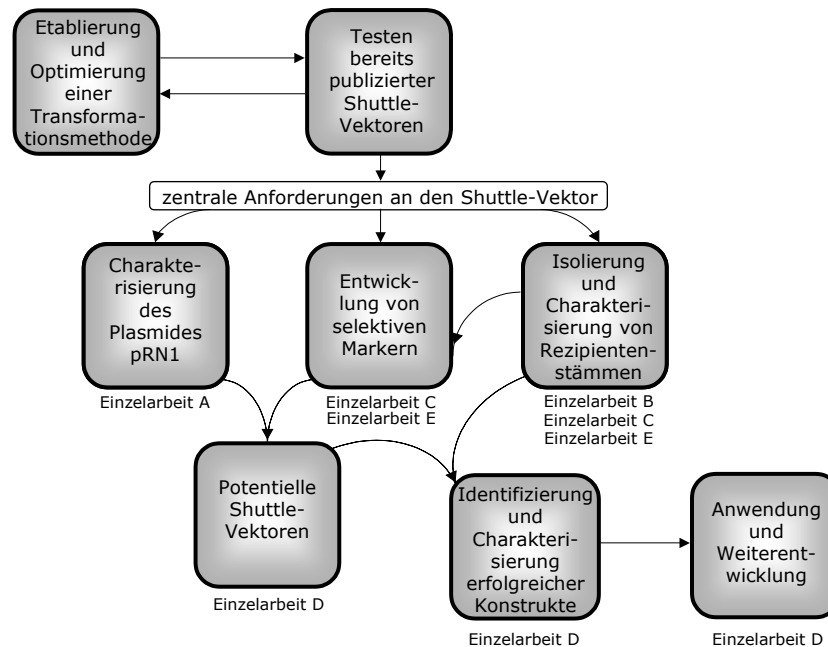 Etablierung
und
Optimierung
einer
Transforma-
tionsmethode
Testen
bereits
publizierter
Shuttle-
Vektoren
zentrale Anforderungen an den Shuttle-Vektor
Charakte-
risierung
des
Plasmides
pRN1
Einzelarbeit A
Entwick-
lung von
selektiven
Markern
Einzelarbeit C
Einzelarbeit E
Isolierung
und
Charakteri-
sierung von
Rezipienten-
stämmen
Einzelarbeit B
Einzelarbeit C
Einzelarbeit E
Potentielle
Shuttle-
Vektoren
Einzelarbeit D
Identifizierung
und
Charakteri-
sierung
erfolgreicher
Konstrukte
Einzelarbeit D
Anwendung
und
Weiterent-
wicklung
Einzelarbeit D